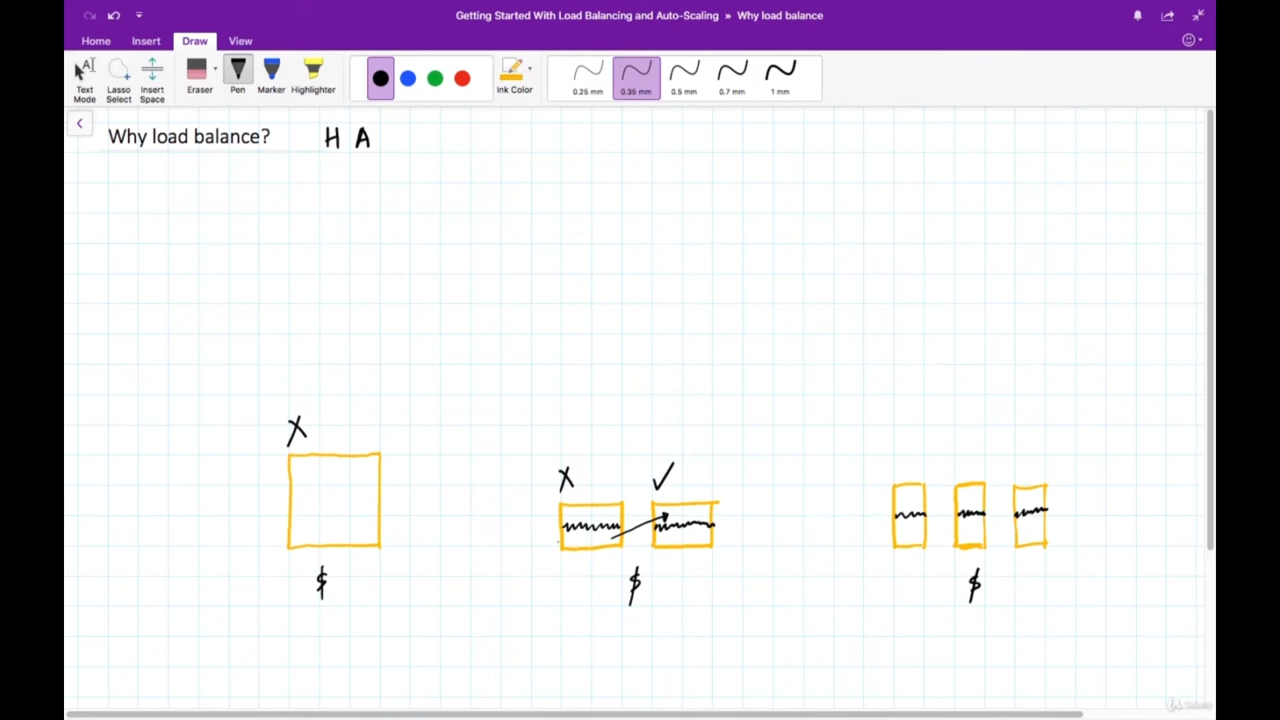 Getting Started With Load Balancing and Auto-Scaling » Why load balance
Home Insert Draw View
Text Mode Lasso Select Insert Space Eraser Pen Marker Highlighter Ink Color 0.25 mm 0.35 mm 0.5 mm 0.7 mm 1 mm
Why load balance? H A
X
X ✓
$ $ $
Udemy